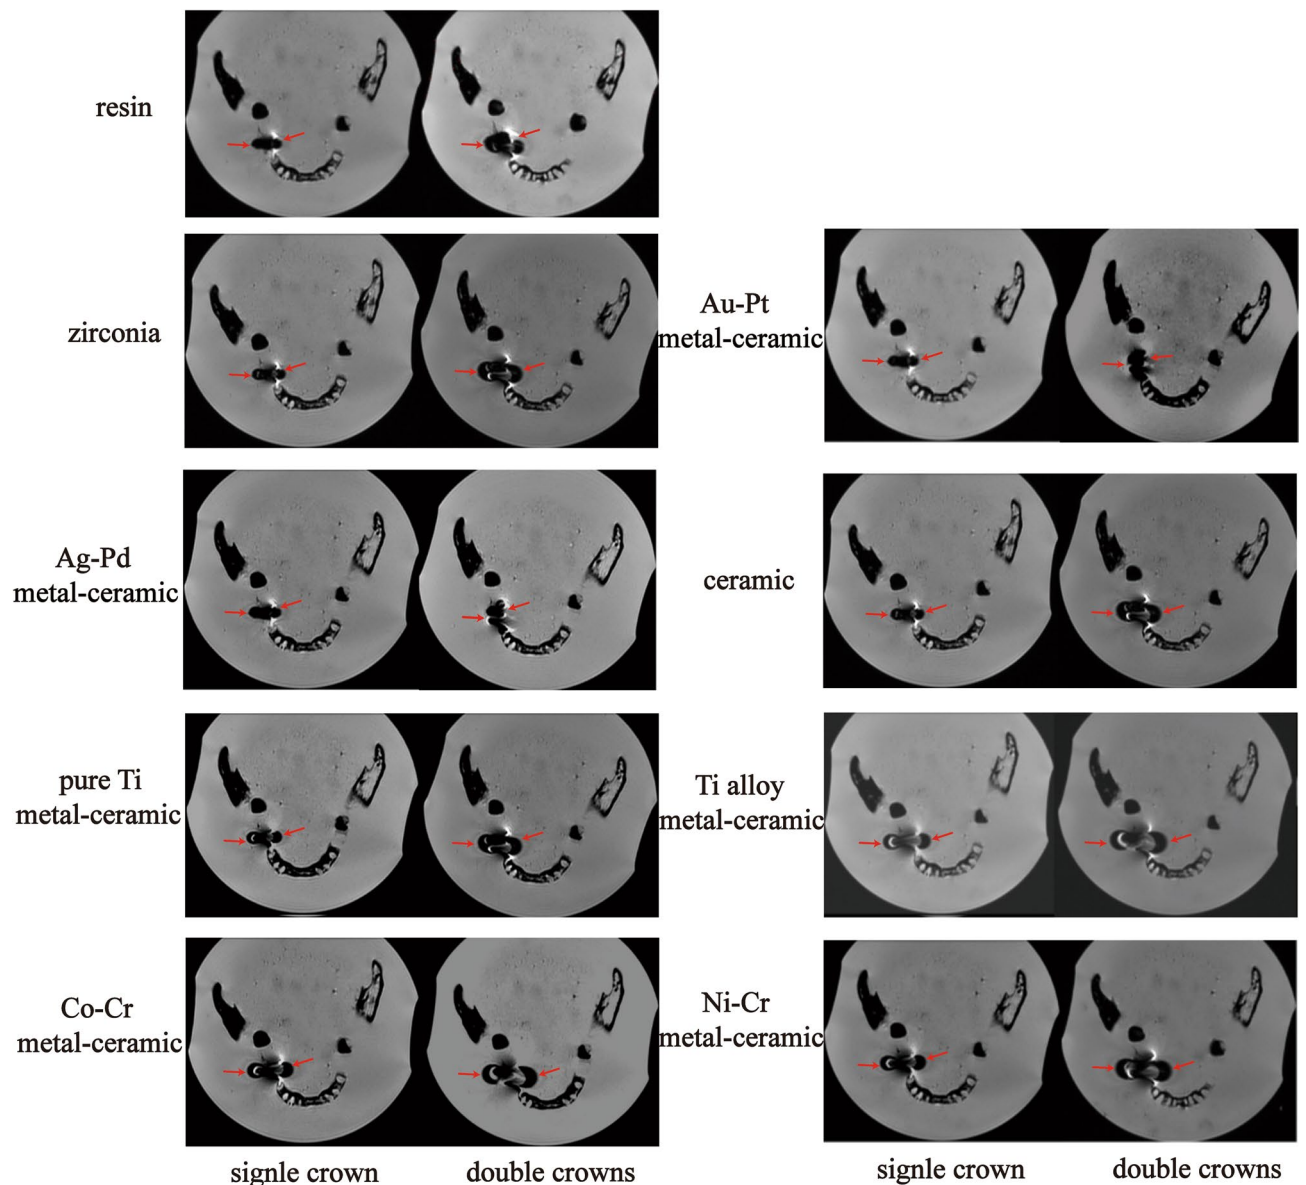 resin
zirconia
Au-Pt
metal-ceramic
Ag-Pd
metal-ceramic
ceramic
pure Ti
metal-ceramic
Ti alloy
metal-ceramic
Co-Cr
metal-ceramic
Ni-Cr
metal-ceramic
signle crown
double crowns
signle crown
double crowns